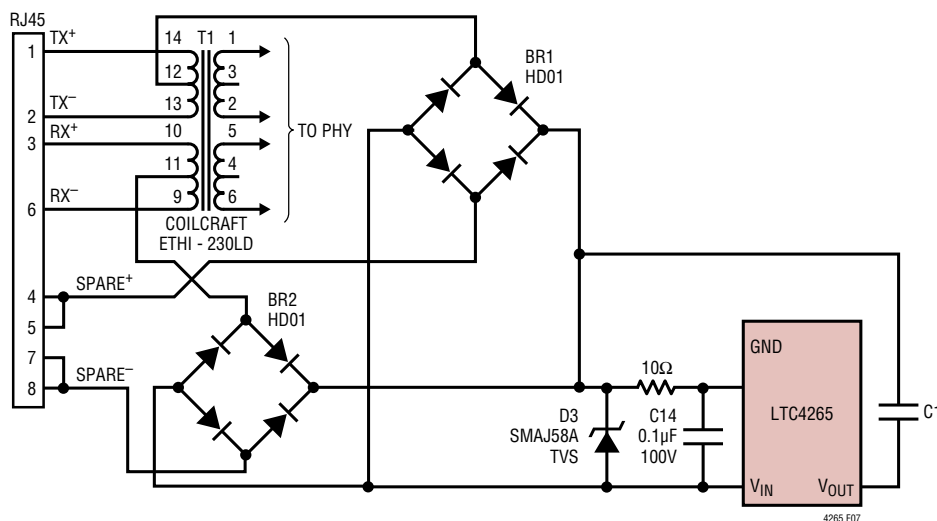 RJ45
1
TX+
2
TX−
3
RX+
6
RX−
4
5
SPARE+
7
8
SPARE−
14
T1
1
12
3
13
2
10
5
11
4
9
6
COILCRAFT
ETHI - 230LD
TO PHY
BR1
HD01
BR2
HD01
10Ω
D3
SMAJ58A
TVS
C14
0.1µF
100V
GND
LTC4265
VIN
VOUT
4265 F07